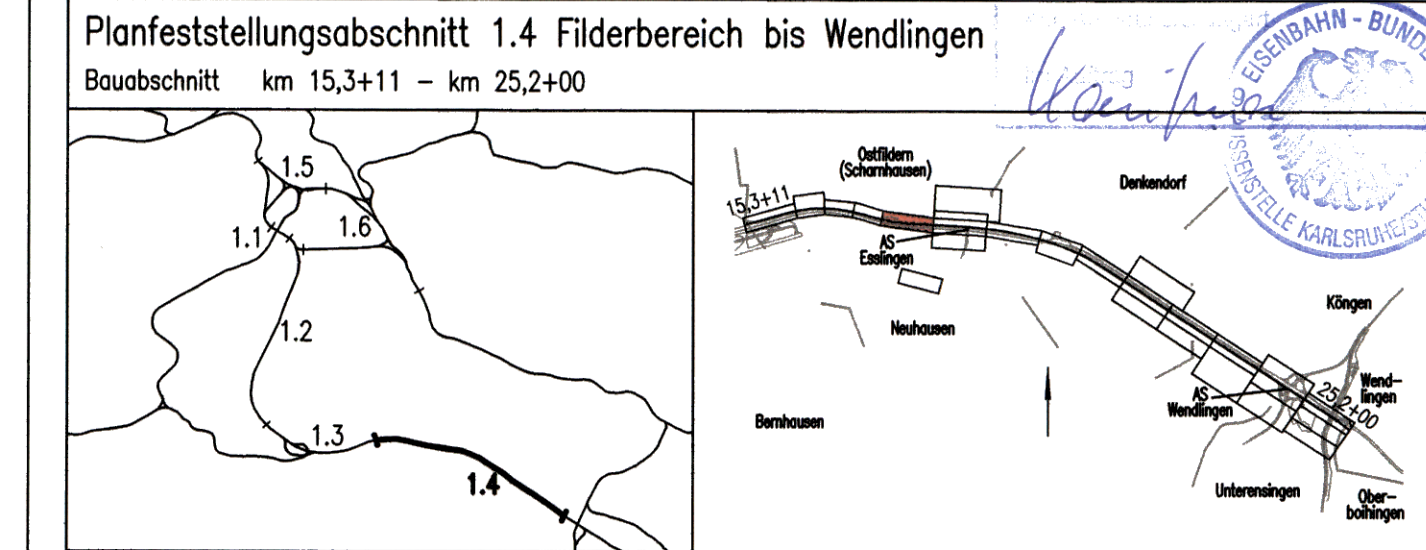 Planfeststellungsabschnitt 1.4 Filderbereich bis Wendlingen
Bauabschnitt km 15,3+11 – km 25,2+00
EISENBAHN - BUND
SSENSTELLE KARLSRUHE/ST
1.5
1.6
1.1
1.2
1.3
1.4
Ostfildern
(Scharnhausen)
Denkendorf
15,3+11
AS
Esslingen
Neuhausen
Köngen
Bernhausen
AS
Wendlingen
Wend–
lingen
25,2+00
Unterensingen
Ober–
boihingen